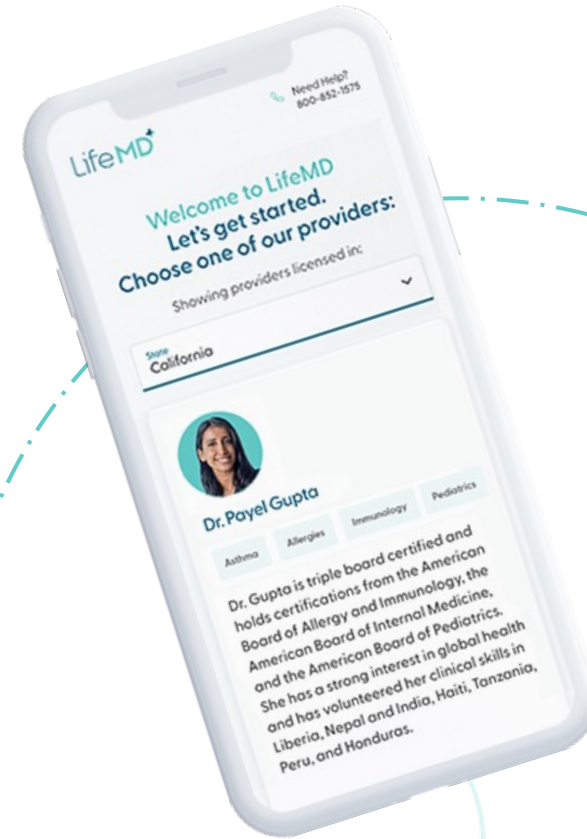 Need Help?
800-852-1575
LifeMD
Welcome to LifeMD
Let's get started.
Choose one of our providers:
Showing providers licensed in:
State
California
Dr. Payel Gupta
Asthma
Allergies
Immunology
Pediatrics
Dr. Gupta is triple board certified and
holds certifications from the American
Board of Allergy and Immunology, the
American Board of Internal Medicine,
and the American Board of Pediatrics.
She has a strong interest in global health
and has volunteered her clinical skills in
Liberia, Nepal and India, Haiti, Tanzania,
Peru, and Honduras.